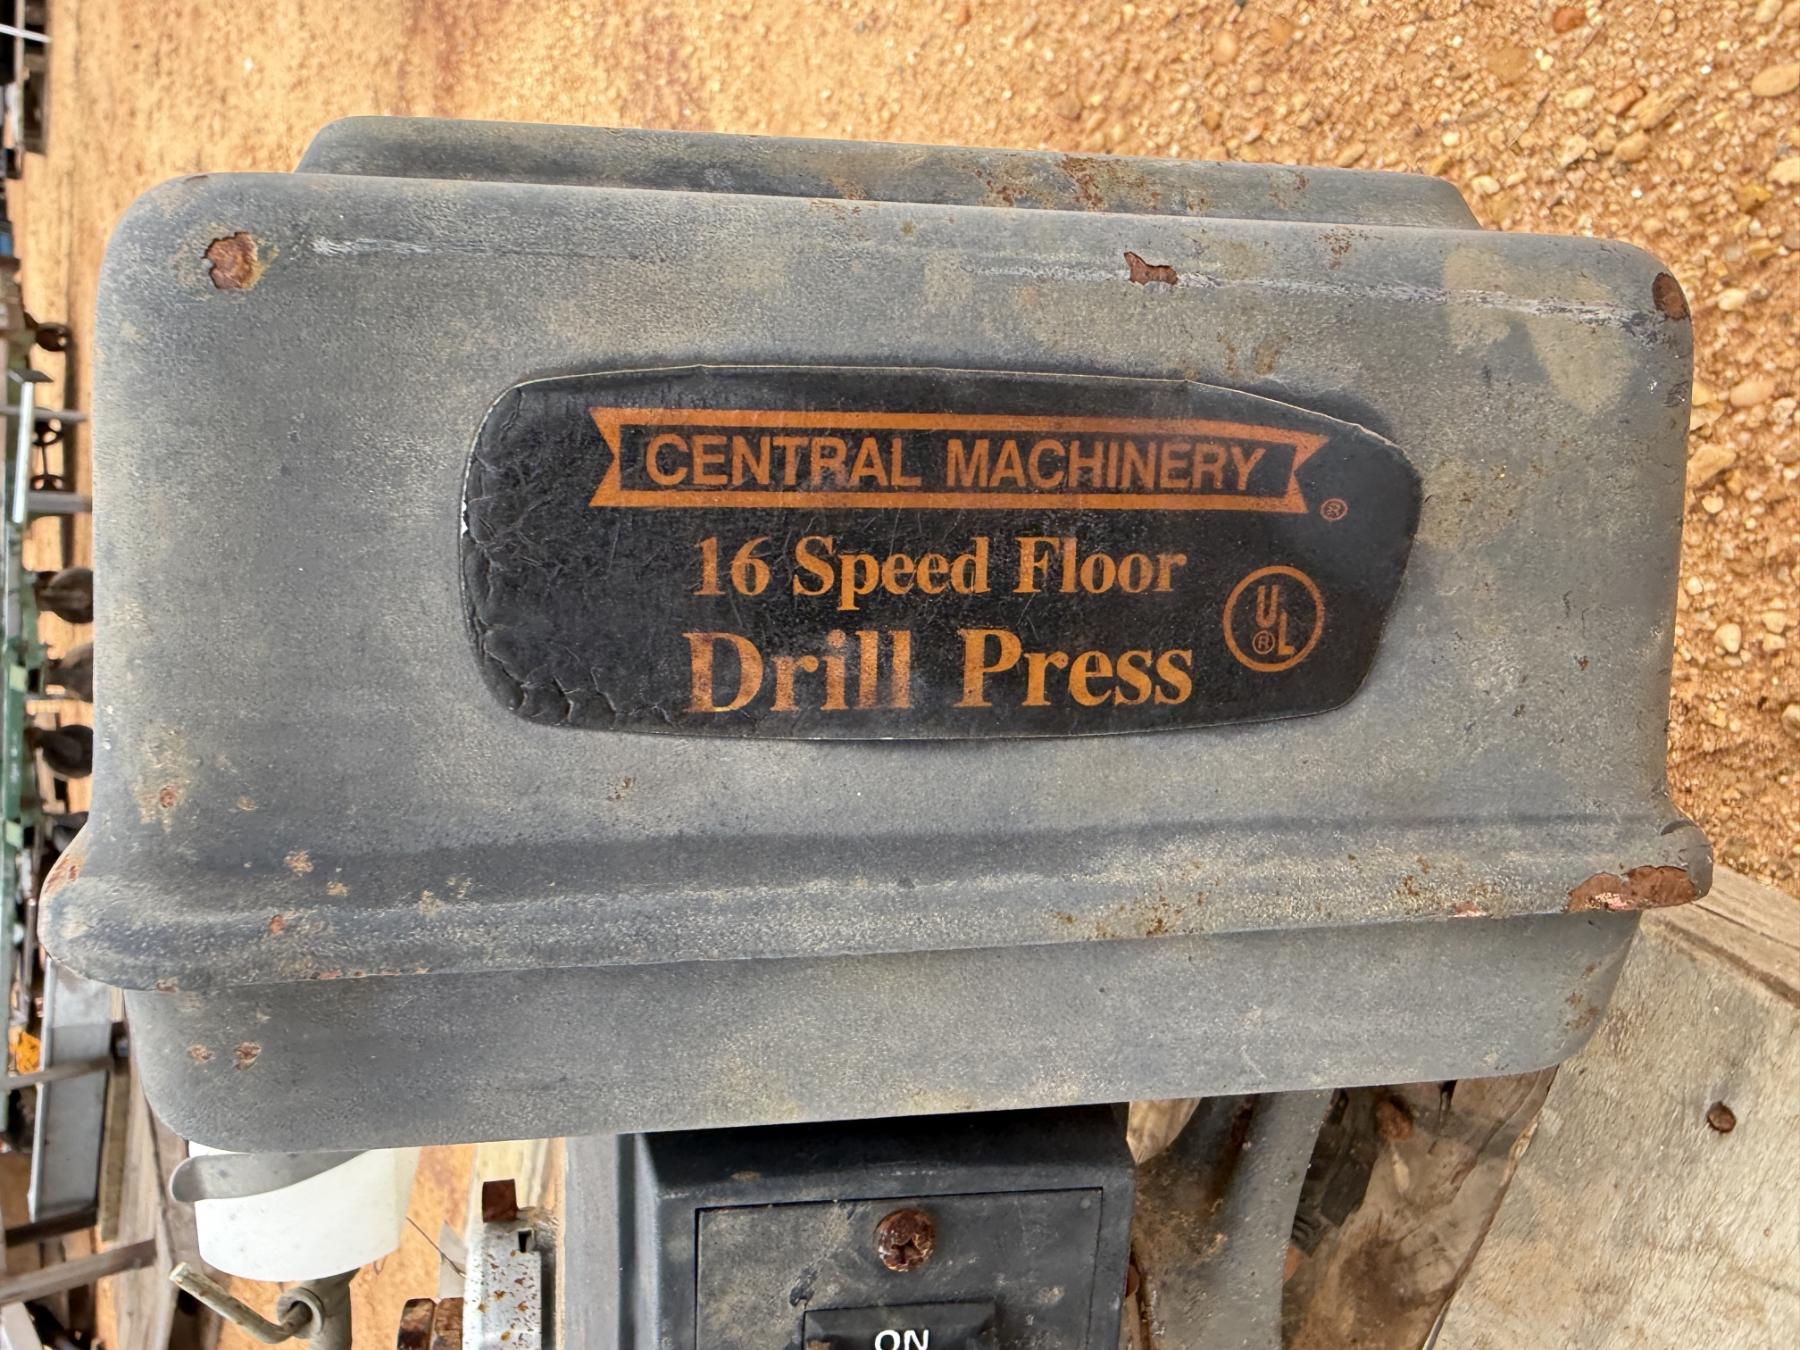 CENTRAL MACHINERY
®
16 Speed Floor
Drill Press
UL
®
ON